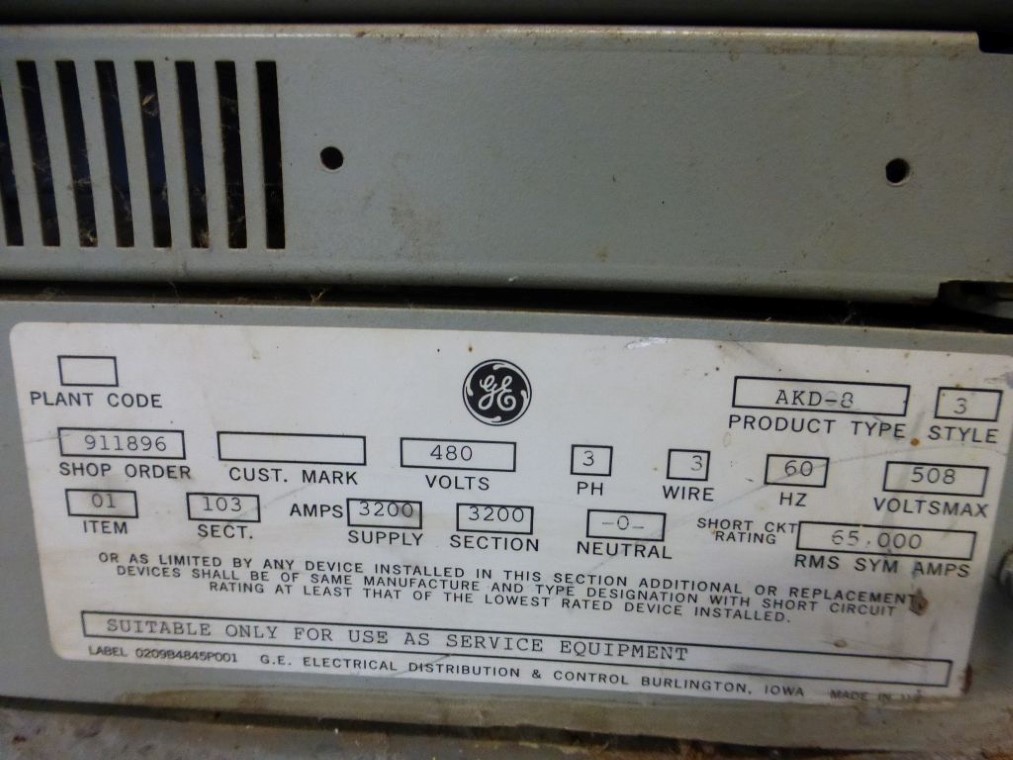 GE
AKD-8 3
PLANT CODE PRODUCT TYPE STYLE
911896 480 3 3 60 508
SHOP ORDER CUST. MARK VOLTS PH WIRE HZ VOLTSMAX
01 103 AMPS 3200 3200 -0- SHORT CKT RATING 65,000
ITEM SECT. SUPPLY SECTION NEUTRAL RMS SYM AMPS
OR AS LIMITED BY ANY DEVICE INSTALLED IN THIS SECTION ADDITIONAL OR REPLACEMENT
DEVICES SHALL BE OF SAME MANUFACTURE AND TYPE DESIGNATION WITH SHORT CIRCUIT
RATING AT LEAST THAT OF THE LOWEST RATED DEVICE INSTALLED.
SUITABLE ONLY FOR USE AS SERVICE EQUIPMENT
LABEL 0209B4845P001 G.E. ELECTRICAL DISTRIBUTION & CONTROL BURLINGTON, IOWA MADE IN